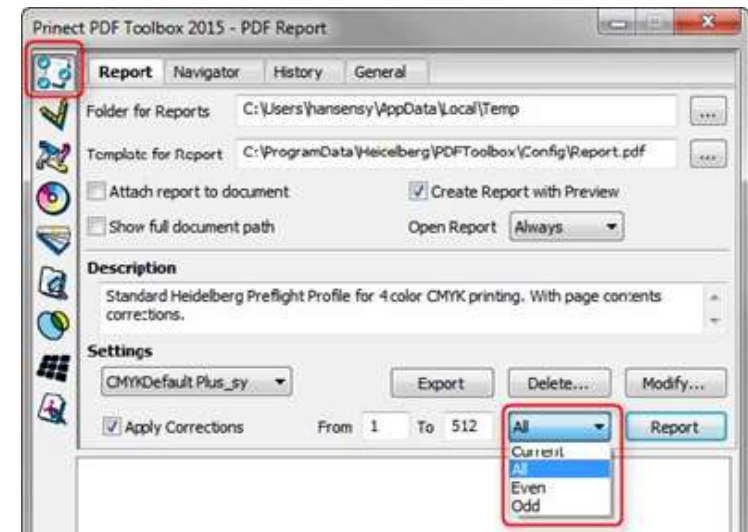 Prinect PDF Toolbox 2015 - PDF Report
Report Navigator History General
Folder for Reports C:\Users\hansensy\AppData\Local\Temp ...
Template for Report C:\ProgramData\Heidelberg\PDFToolbox\Config\Report.pdf ...
Attach report to document Create Report with Preview
Show full document path Open Report Always
Description
Standard Heidelberg Preflight Profile for 4 color CMYK printing. With page contents
corrections.
Settings
CMYKDefault Plus_sy Export Delete... Modify...
Apply Corrections From 1 To 512 All Report
Current
All
Even
Odd